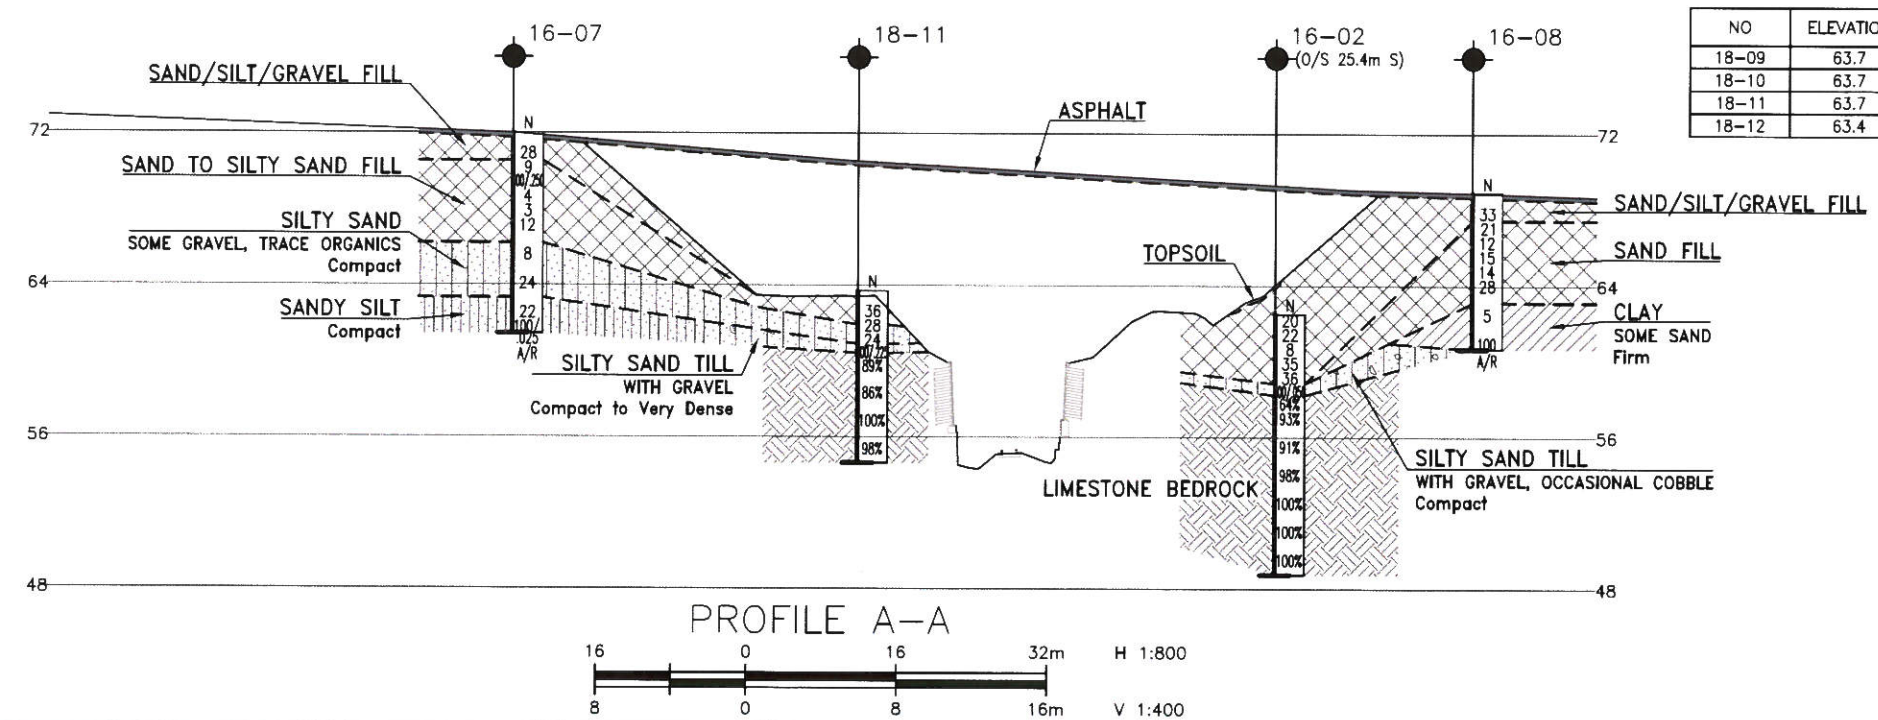 16-07
18-11
16-02
(O/S 25.4m S)
16-08
NO ELEVATIO
18-09 63.7
18-10 63.7
18-11 63.7
18-12 63.4
SAND/SILT/GRAVEL FILL
ASPHALT
72
72
N
28
9
00/.250
4
3
12
8
24
22
100/
.025
A/R
SAND TO SILTY SAND FILL
SILTY SAND
SOME GRAVEL, TRACE ORGANICS
Compact
SANDY SILT
Compact
64
64
N
36
28
24
89%
86%
100%
98%
SILTY SAND TILL
WITH GRAVEL
Compact to Very Dense
TOPSOIL
N
20
22
8
35
36
64%
93%
91%
98%
100%
100%
100%
N
33
21
12
15
14
28
5
100
A/R
SAND/SILT/GRAVEL FILL
SAND FILL
CLAY
SOME SAND
Firm
56
56
LIMESTONE BEDROCK
SILTY SAND TILL
WITH GRAVEL, OCCASIONAL COBBLE
Compact
48
48
PROFILE A-A
16 0 16 32m H 1:800
8 0 8 16m V 1:400